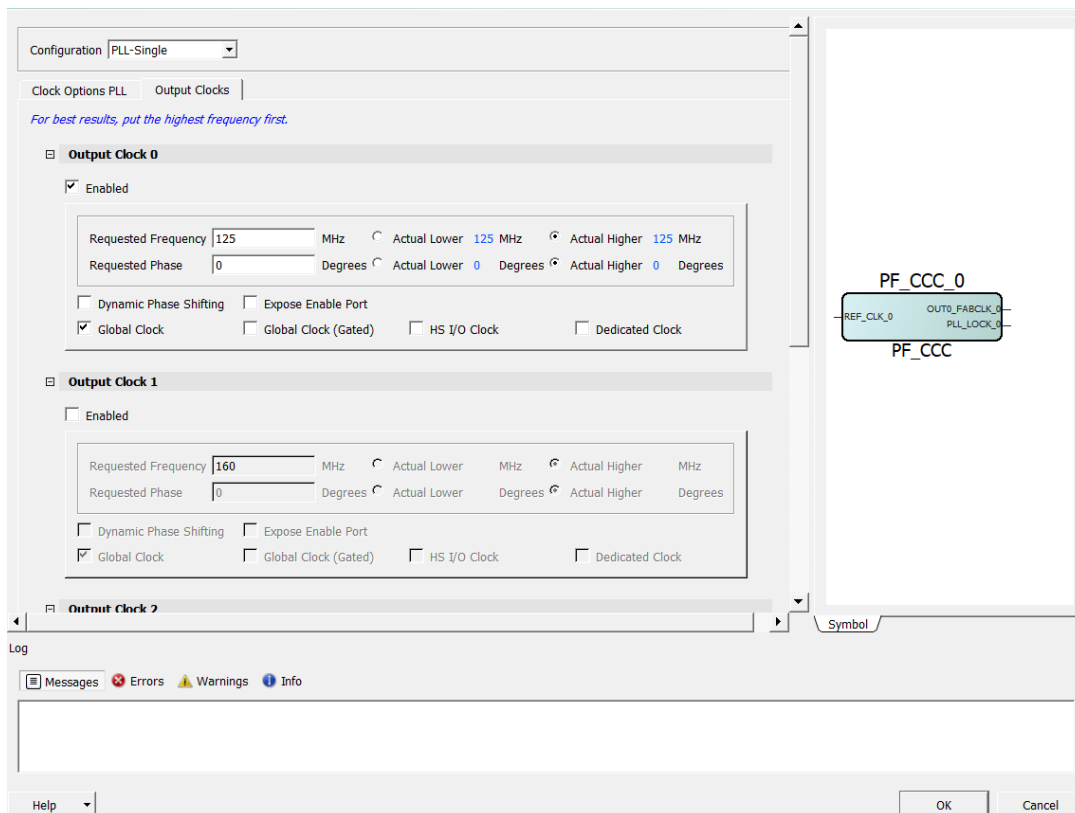 Configuration PLL-Single
Clock Options PLL Output Clocks
For best results, put the highest frequency first.
Output Clock 0
Enabled
Requested Frequency 125 MHz Actual Lower 125 MHz Actual Higher 125 MHz
Requested Phase 0 Degrees Actual Lower 0 Degrees Actual Higher 0 Degrees
Dynamic Phase Shifting Expose Enable Port
Global Clock Global Clock (Gated) HS I/O Clock Dedicated Clock
Output Clock 1
Enabled
Requested Frequency 160 MHz Actual Lower MHz Actual Higher MHz
Requested Phase 0 Degrees Actual Lower Degrees Actual Higher Degrees
Dynamic Phase Shifting Expose Enable Port
Global Clock Global Clock (Gated) HS I/O Clock Dedicated Clock
Output Clock 2
PF_CCC_0
REF_CLK_0 OUT0_FABCLK_0
PLL_LOCK_0
PF_CCC
Symbol
Log
Messages Errors Warnings Info
Help OK Cancel